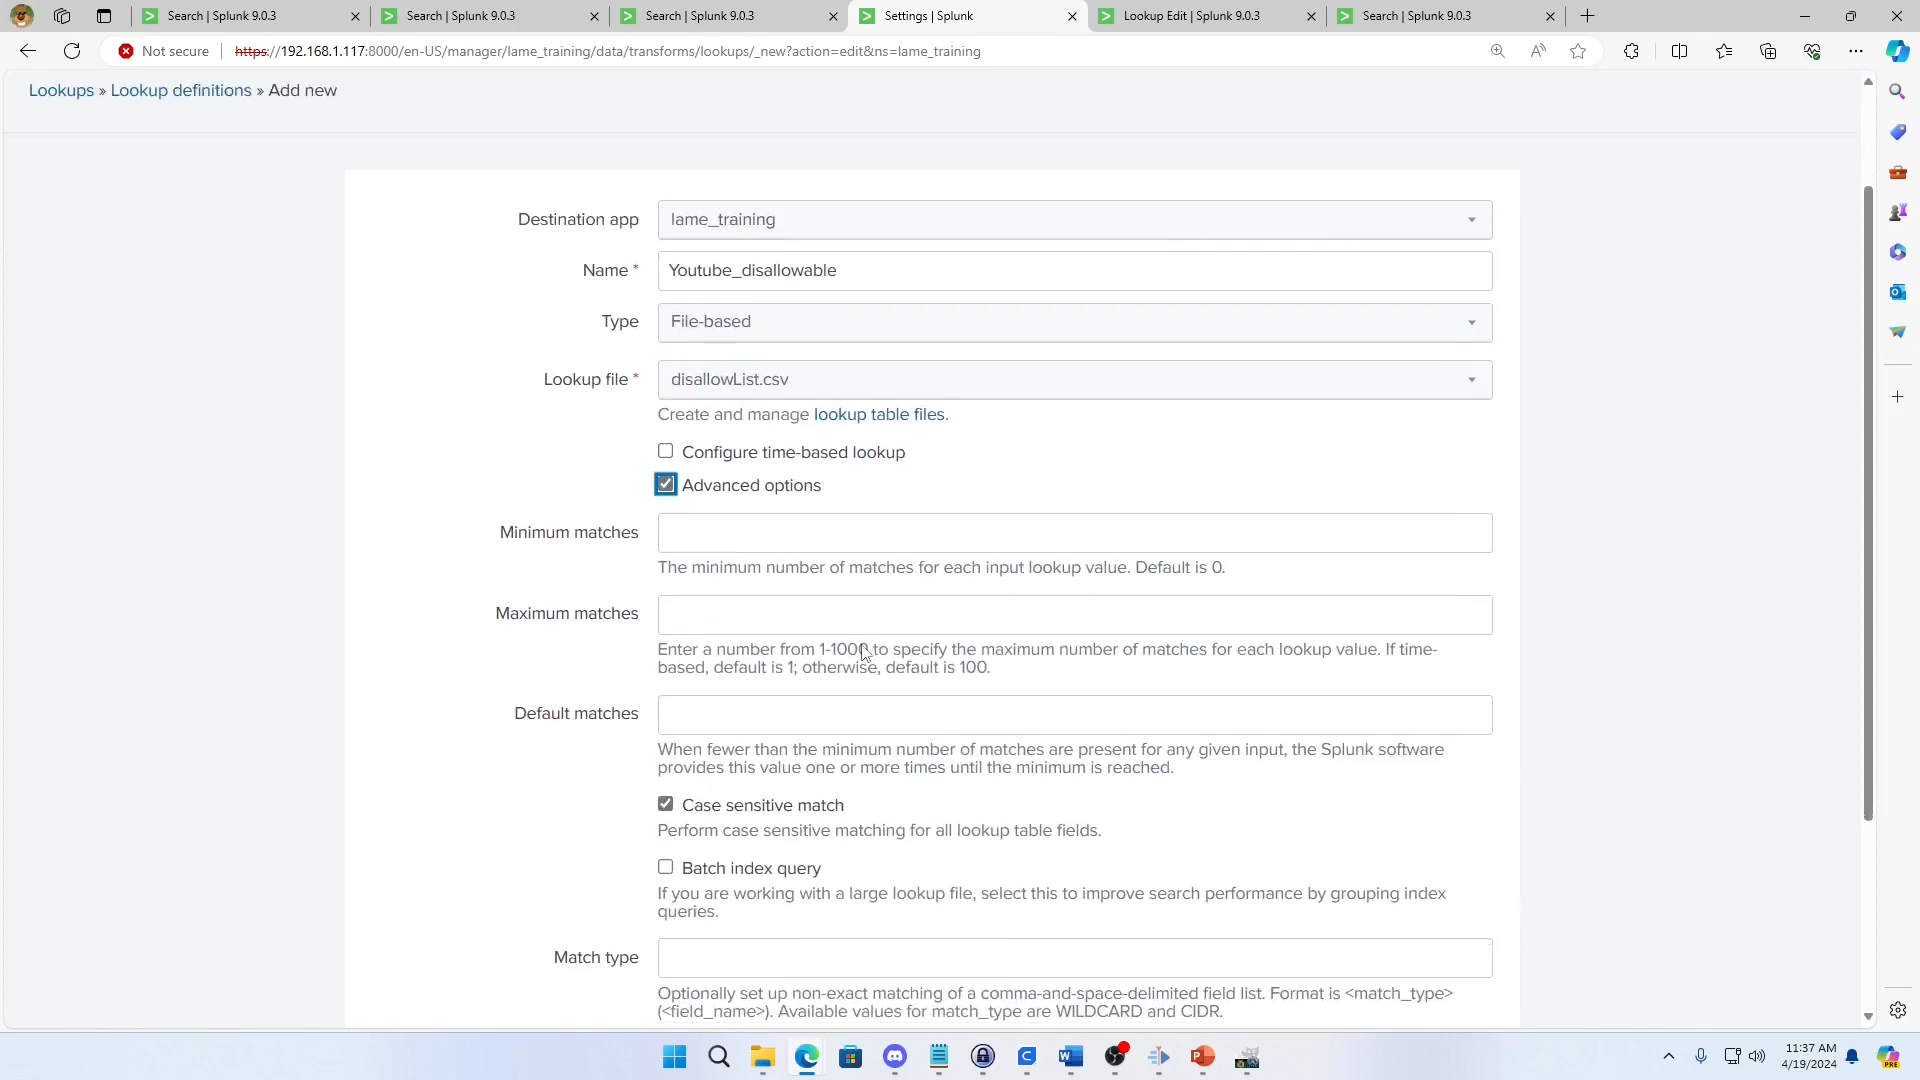 Search | Splunk 9.0.3
Search | Splunk 9.0.3
Search | Splunk 9.0.3
Settings | Splunk
Lookup Edit | Splunk 9.0.3
Search | Splunk 9.0.3
Not secure
https://192.168.1.117:8000/en-US/manager/lame_training/data/transforms/lookups/_new?action=edit&ns=lame_training
Lookups » Lookup definitions » Add new
Destination app
lame_training
Name *
Youtube_disallowable
Type
File-based
Lookup file *
disallowList.csv
Create and manage lookup table files.
Configure time-based lookup
Advanced options
Minimum matches
The minimum number of matches for each input lookup value. Default is 0.
Maximum matches
Enter a number from 1-1000 to specify the maximum number of matches for each lookup value. If time-
based, default is 1; otherwise, default is 100.
Default matches
When fewer than the minimum number of matches are present for any given input, the Splunk software
provides this value one or more times until the minimum is reached.
Case sensitive match
Perform case sensitive matching for all lookup table fields.
Batch index query
If you are working with a large lookup file, select this to improve search performance by grouping index
queries.
Match type
Optionally set up non-exact matching of a comma-and-space-delimited field list. Format is <match_type>
(<field_name>). Available values for match_type are WILDCARD and CIDR.
11:37 AM
4/19/2024
PRE